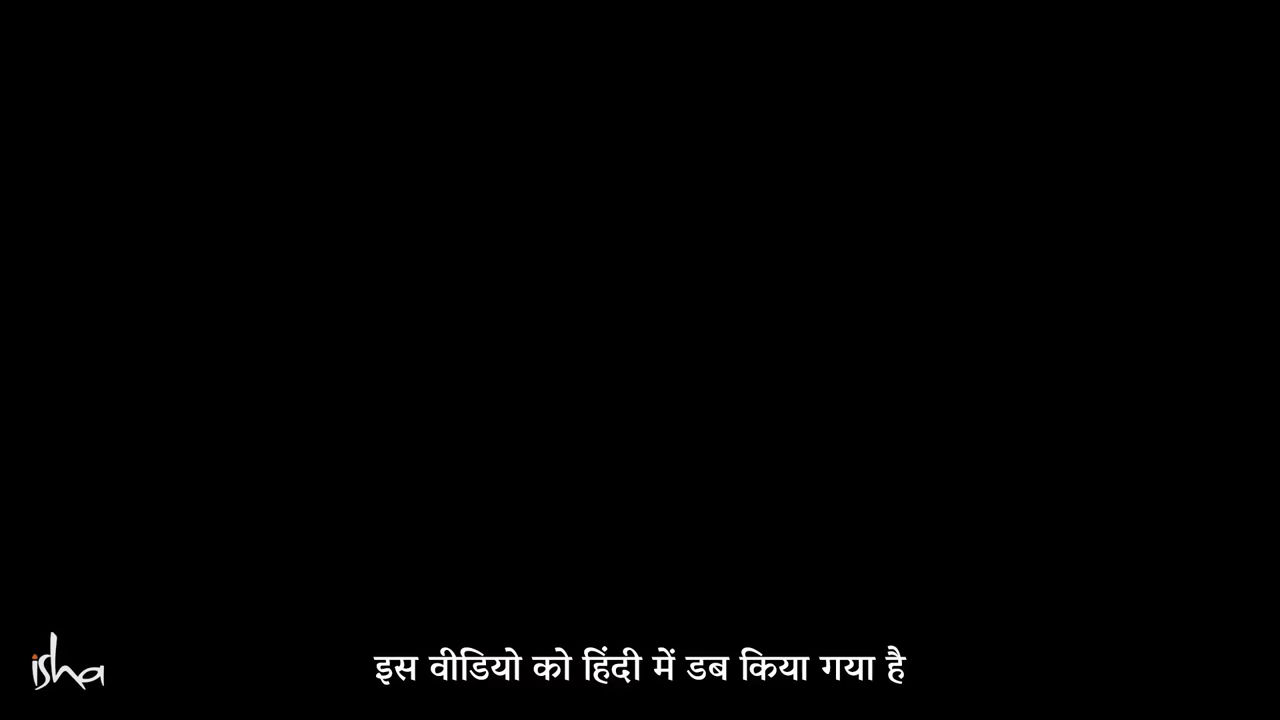 isha
इस वीडियो को हिंदी में डब किया गया है